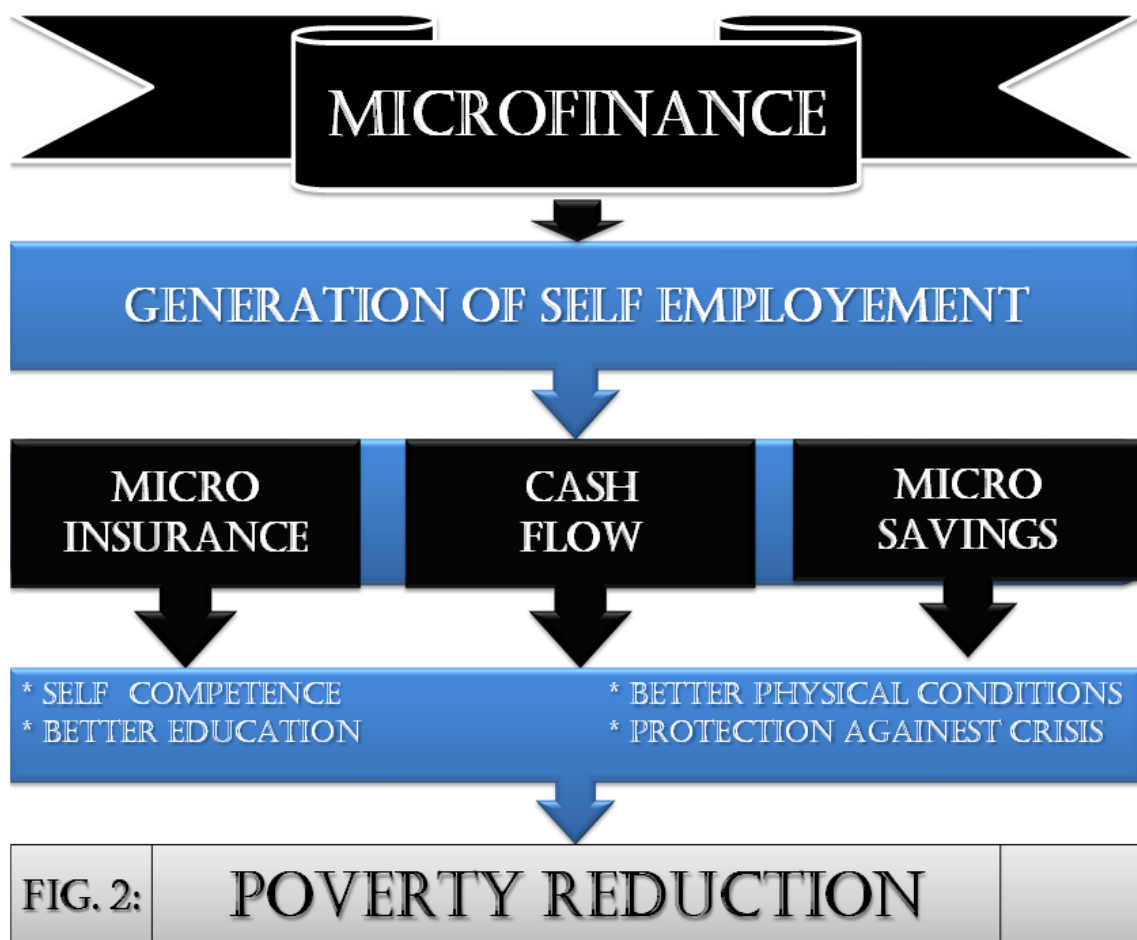 MICROFINANCE
GENERATION OF SELF EMPLOYEMENT
MICRO
INSURANCE
CASH
FLOW
MICRO
SAVINGS
* SELF COMPETENCE
* BETTER EDUCATION
* BETTER PHYSICAL CONDITIONS
* PROTECTION AGAINEST CRISIS
FIG. 2:
POVERTY REDUCTION